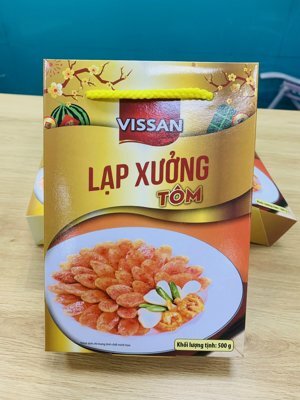 VISSAN
LẠP XƯỞNG
TÔM
Khối lượng tịnh: 500 g